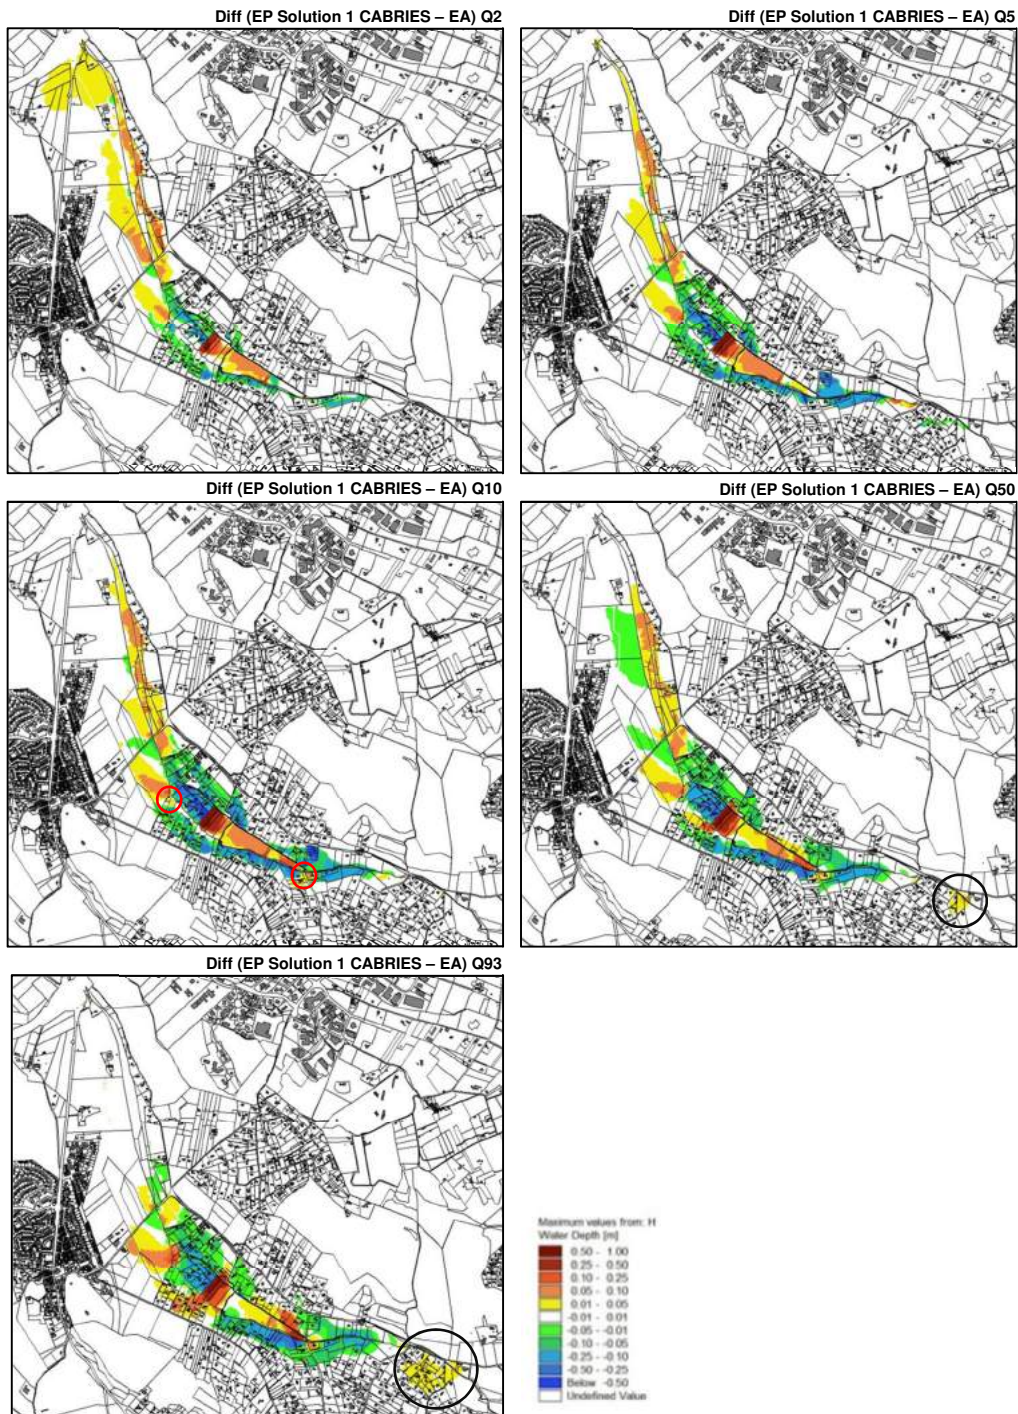 Diff (EP Solution 1 CABRIES – EA) Q2
Diff (EP Solution 1 CABRIES – EA) Q5
Diff (EP Solution 1 CABRIES – EA) Q10
Diff (EP Solution 1 CABRIES – EA) Q50
Diff (EP Solution 1 CABRIES – EA) Q93
Maximum values from: H
Water Depth [m]
0.50 - 1.00
0.25 - 0.50
0.10 - 0.25
0.05 - 0.10
0.01 - 0.05
-0.01 - 0.01
-0.05 - -0.01
-0.10 - -0.05
-0.25 - -0.10
-0.50 - -0.25
Below -0.50
Undefined Value